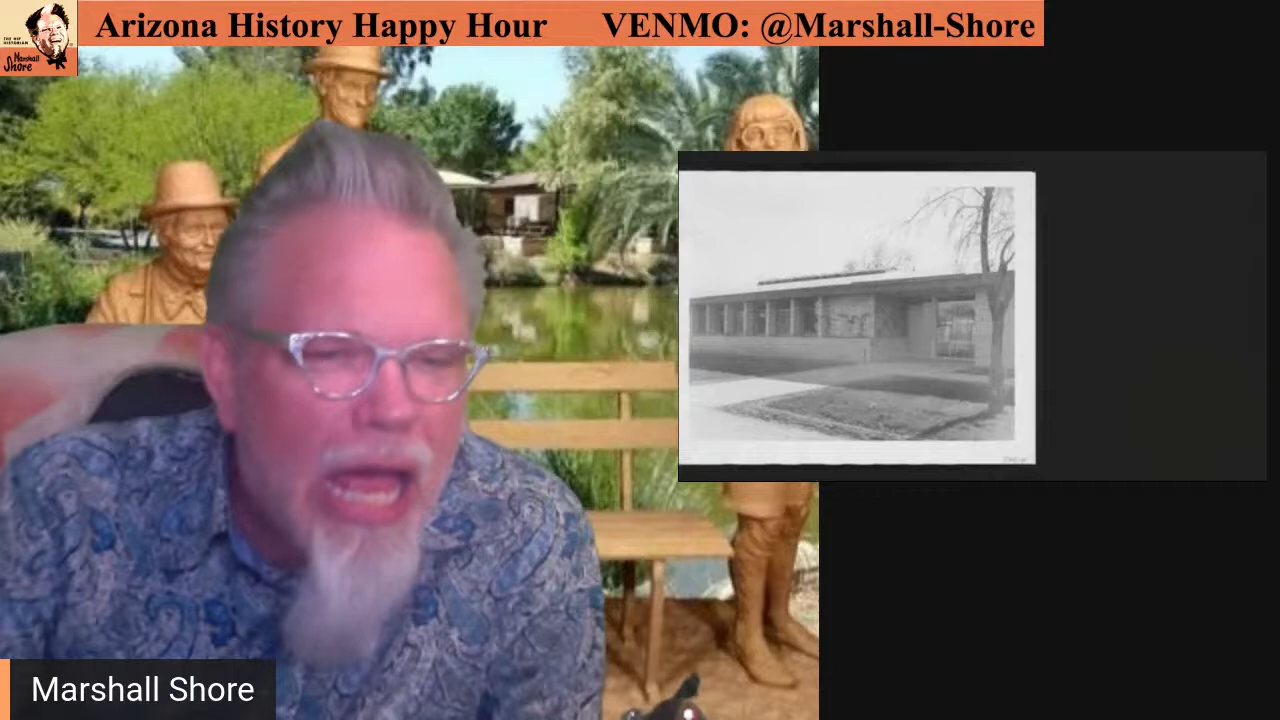 Arizona History Happy Hour VENMO: @Marshall-Shore
THE HIP
HISTORIAN
Marshall
Shore
Marshall Shore